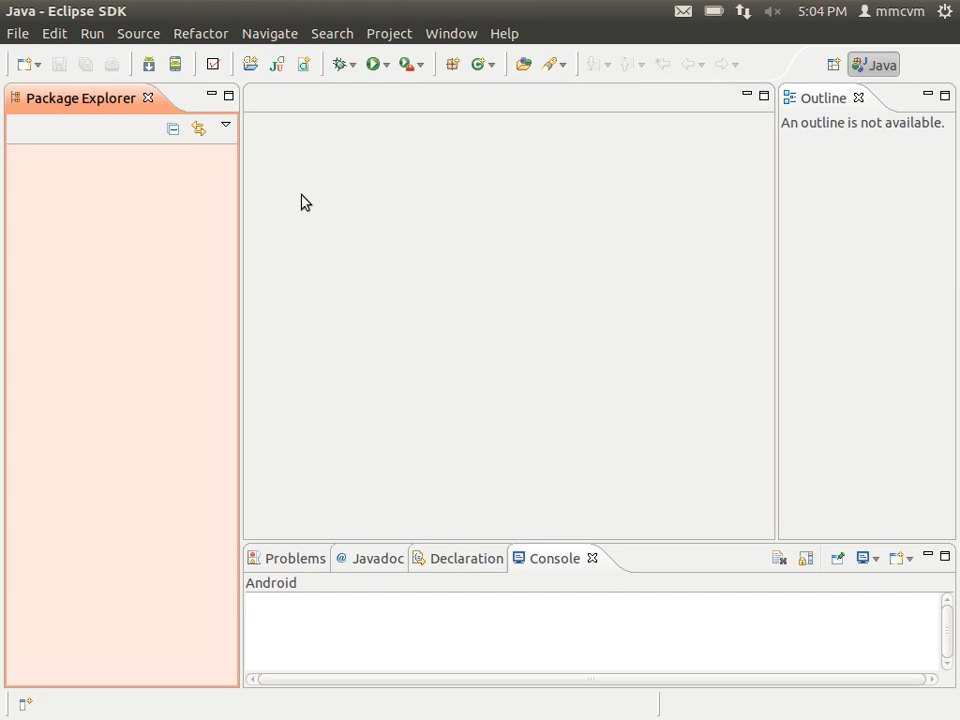 Java - Eclipse SDK
5:04 PM mmcvm
File Edit Run Source Refactor Navigate Search Project Window Help
Java
Package Explorer
Outline
An outline is not available.
Problems @ Javadoc Declaration Console
Android